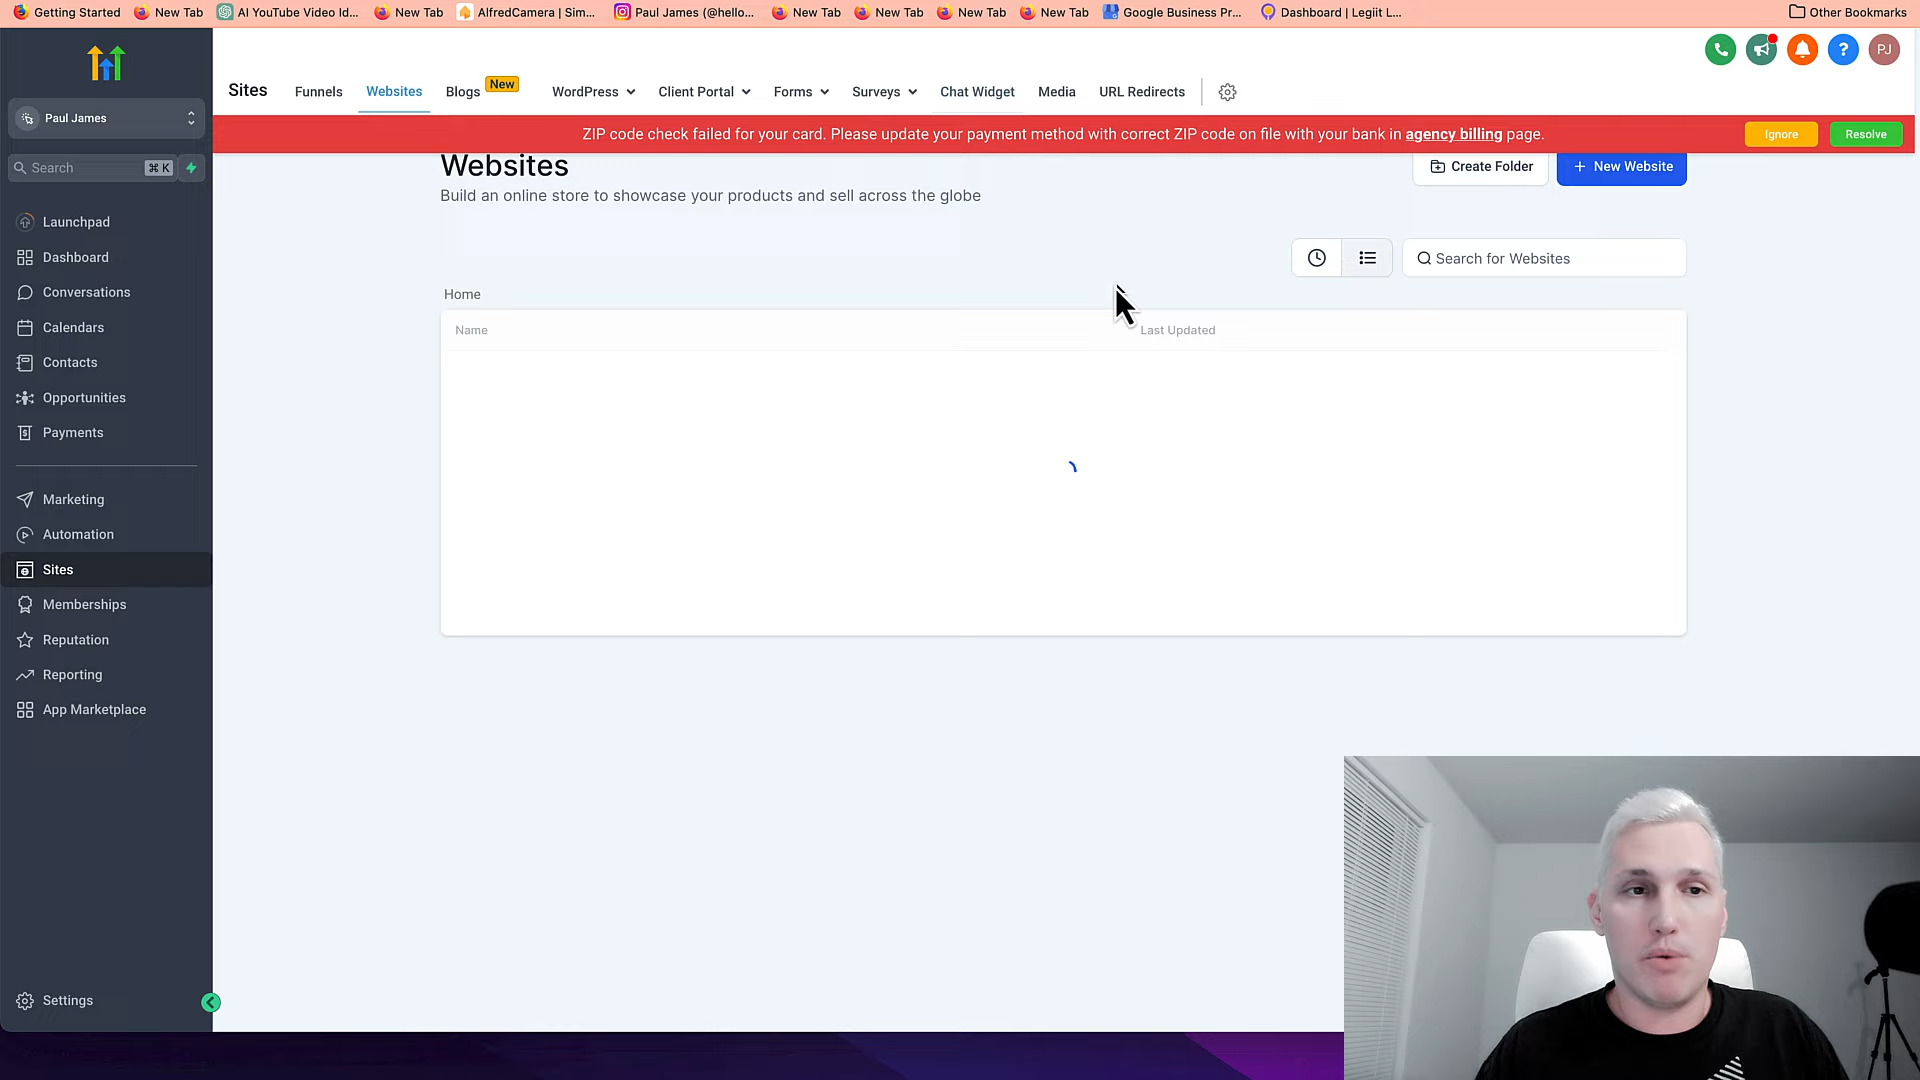 Getting Started
New Tab
AI YouTube Video Id...
New Tab
AlfredCamera | Sim...
Paul James (@hello...
New Tab
New Tab
New Tab
New Tab
Google Business Pr...
Dashboard | Legiit L...
Other Bookmarks
PJ
Sites
Funnels
Websites
Blogs
New
WordPress
Client Portal
Forms
Surveys
Chat Widget
Media
URL Redirects
ZIP code check failed for your card. Please update your payment method with correct ZIP code on file with your bank in agency billing page.
Ignore
Resolve
Paul James
Search
⌘ K
Launchpad
Dashboard
Conversations
Calendars
Contacts
Opportunities
Payments
Marketing
Automation
Sites
Memberships
Reputation
Reporting
App Marketplace
Settings
Websites
Build an online store to showcase your products and sell across the globe
Create Folder
+ New Website
Search for Websites
Home
Name
Last Updated